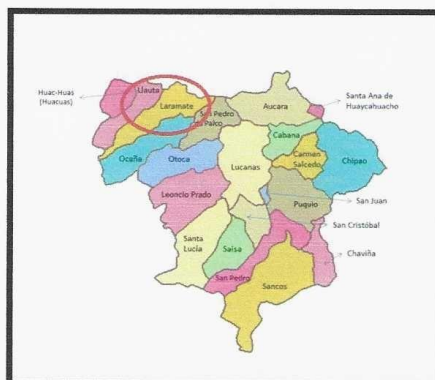 Huac-Huas
(Huacuas)
Llauta
Laramate
San Pedro
de Palco
Aucara
Santa Ana de
Huaycahuacho
Cabana
Carmen
Salcedo
Chipao
Ocaña
Otoca
Lucanas
Leoncio Prado
Puquio
San Juan
San Cristóbal
Santa
Lucía
Saisa
Chaviña
San Pedro
Sancos